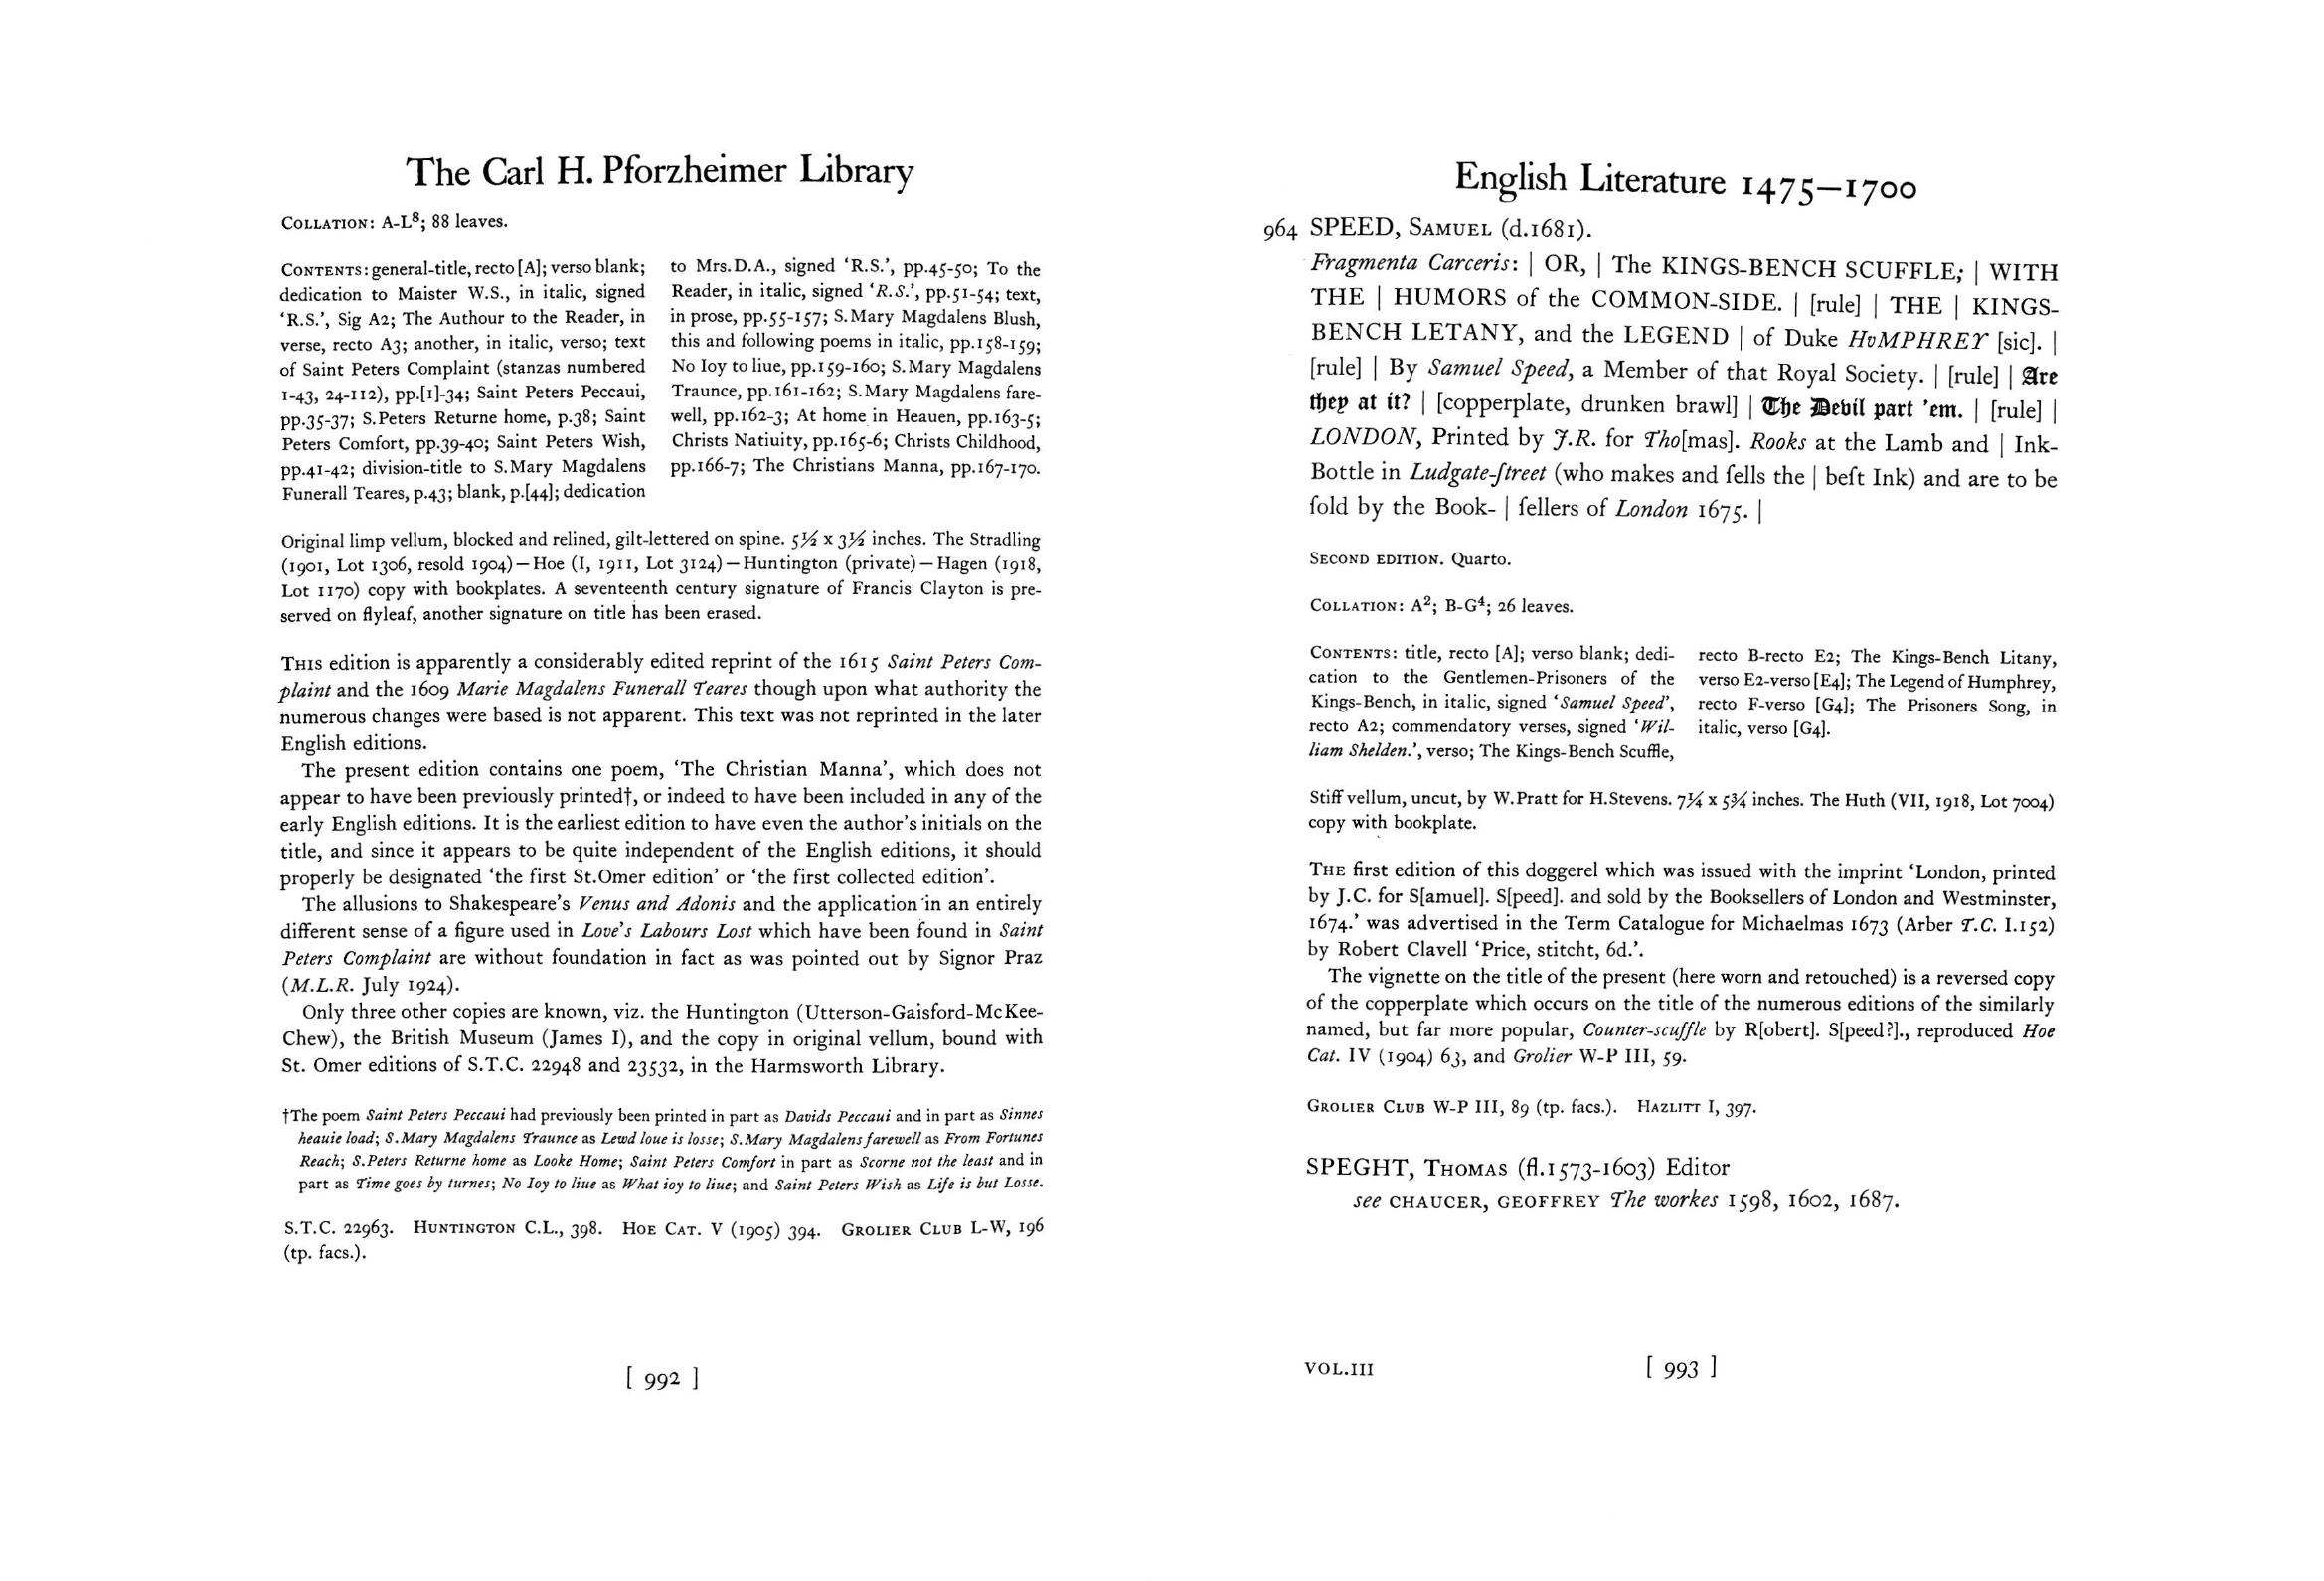 The Carl H. Pforzheimer Library
COLLATION: A-L⁸; 88 leaves.
CONTENTS: general-title, recto [A]; verso blank;
dedication to Maister W.S., in italic, signed
‘R.S.’, Sig A2; The Authour to the Reader, in
verse, recto A3; another, in italic, verso; text
of Saint Peters Complaint (stanzas numbered
1-43, 24-112), pp.[1]-34; Saint Peters Peccaui,
pp.35-37; S.Peters Returne home, p.38; Saint
Peters Comfort, pp.39-40; Saint Peters Wish,
pp.41-42; division-title to S.Mary Magdalens
Funerall Teares, p.43; blank, p.[44]; dedication
to Mrs.D.A., signed ‘R.S.’, pp.45-50; To the
Reader, in italic, signed ‘R.S.’, pp.51-54; text,
in prose, pp.55-157; S.Mary Magdalens Blush,
this and following poems in italic, pp.158-159;
No Ioy to liue, pp.159-160; S.Mary Magdalens
Traunce, pp.161-162; S.Mary Magdalens fare-
well, pp.162-3; At home in Heauen, pp.163-5;
Christs Natiuity, pp.165-6; Christs Childhood,
pp.166-7; The Christians Manna, pp.167-170.
Original limp vellum, blocked and relined, gilt-lettered on spine. 5½ x 3½ inches. The Stradling
(1901, Lot 1306, resold 1904)—Hoe (I, 1911, Lot 3124)—Huntington (private)—Hagen (1918,
Lot 1170) copy with bookplates. A seventeenth century signature of Francis Clayton is pre-
served on flyleaf, another signature on title has been erased.
THIS edition is apparently a considerably edited reprint of the 1615 Saint Peters Com-
plaint and the 1609 Marie Magdalens Funerall Teares though upon what authority the
numerous changes were based is not apparent. This text was not reprinted in the later
English editions.
The present edition contains one poem, ‘The Christian Manna’, which does not
appear to have been previously printed†, or indeed to have been included in any of the
early English editions. It is the earliest edition to have even the author's initials on the
title, and since it appears to be quite independent of the English editions, it should
properly be designated ‘the first St.Omer edition’ or ‘the first collected edition’.
The allusions to Shakespeare's Venus and Adonis and the application in an entirely
different sense of a figure used in Love's Labours Lost which have been found in Saint
Peters Complaint are without foundation in fact as was pointed out by Signor Praz
(M.L.R. July 1924).
Only three other copies are known, viz. the Huntington (Utterson-Gaisford-McKee-
Chew), the British Museum (James I), and the copy in original vellum, bound with
St. Omer editions of S.T.C. 22948 and 23532, in the Harmsworth Library.
†The poem Saint Peters Peccaui had previously been printed in part as Davids Peccaui and in part as Sinnes
heauie load; S.Mary Magdalens Traunce as Lewd loue is losse; S.Mary Magdalens farewell as From Fortunes
Reach; S.Peters Returne home as Looke Home; Saint Peters Comfort in part as Scorne not the least and in
part as Time goes by turnes; No Ioy to liue as What ioy to liue; and Saint Peters Wish as Life is but Losse.
S.T.C. 22963. HUNTINGTON C.L., 398. HOE CAT. V (1905) 394. GROLIER CLUB L-W, 196
(tp. facs.).
[ 992 ]
English Literature 1475—1700
964 SPEED, SAMUEL (d.1681).
Fragmenta Carceris: | OR, | The KINGS-BENCH SCUFFLE; | WITH
THE | HUMORS of the COMMON-SIDE. | [rule] | THE | KINGS-
BENCH LETANY, and the LEGEND | of Duke HvMPHREY [sic]. |
[rule] | By Samuel Speed, a Member of that Royal Society. | [rule] | Are
they at it? | [copperplate, drunken brawl] | The Devil part 'em. | [rule] |
LONDON, Printed by J.R. for Tho[mas]. Rooks at the Lamb and | Ink-
Bottle in Ludgate-ſtreet (who makes and ſells the | beſt Ink) and are to be
ſold by the Book- | ſellers of London 1675. |
SECOND EDITION. Quarto.
COLLATION: A²; B-G⁴; 26 leaves.
CONTENTS: title, recto [A]; verso blank; dedi-
cation to the Gentlemen-Prisoners of the
Kings-Bench, in italic, signed ‘Samuel Speed’,
recto A2; commendatory verses, signed ‘Wil-
liam Shelden.’, verso; The Kings-Bench Scuffle,
recto B-recto E2; The Kings-Bench Litany,
verso E2-verso [E4]; The Legend of Humphrey,
recto F-verso [G4]; The Prisoners Song, in
italic, verso [G4].
Stiff vellum, uncut, by W.Pratt for H.Stevens. 7¼ x 5¾ inches. The Huth (VII, 1918, Lot 7004)
copy with bookplate.
THE first edition of this doggerel which was issued with the imprint ‘London, printed
by J.C. for S[amuel]. S[peed]. and sold by the Booksellers of London and Westminster,
1674.’ was advertised in the Term Catalogue for Michaelmas 1673 (Arber T.C. I.152)
by Robert Clavell ‘Price, stitcht, 6d.’.
The vignette on the title of the present (here worn and retouched) is a reversed copy
of the copperplate which occurs on the title of the numerous editions of the similarly
named, but far more popular, Counter-scuffle by R[obert]. S[peed?]., reproduced Hoe
Cat. IV (1904) 63, and Grolier W-P III, 59.
GROLIER CLUB W-P III, 89 (tp. facs.). HAZLITT I, 397.
SPEGHT, THOMAS (fl.1573-1603) Editor
see CHAUCER, GEOFFREY The workes 1598, 1602, 1687.
VOL.III
[ 993 ]